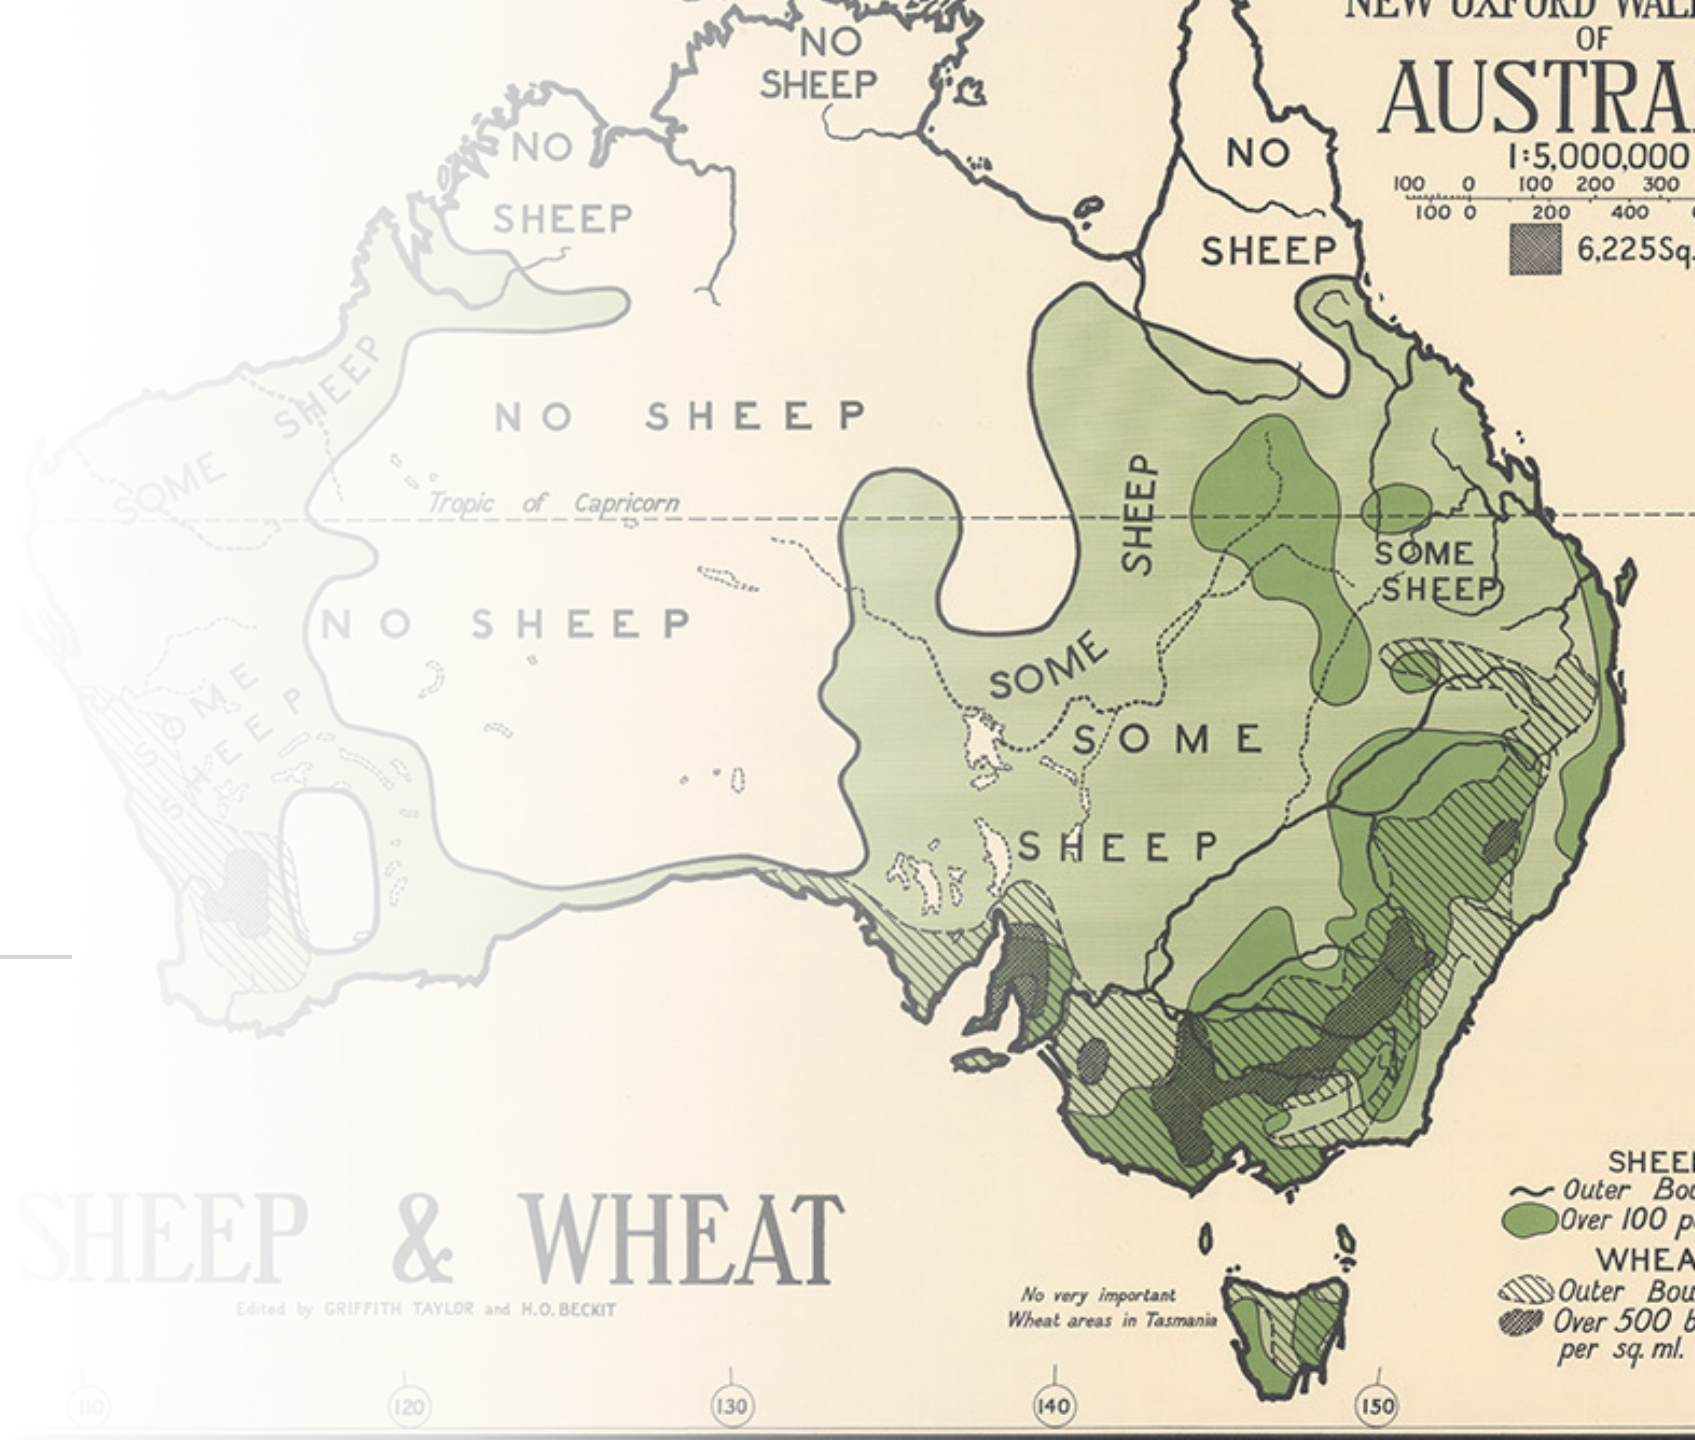 NEW OXFORD WALL
OF
AUSTRA
1:5,000,000
100 0 100 200 300
100 0 200 400
6,225Sq.
NO
SHEEP
NO
SHEEP
NO
SHEEP
SOME
SHEEP
NO SHEEP
Tropic of Capricorn
NO SHEEP
SOME
SHEEP
SHEEP
SOME
SOME
SHEEP
SOME
SHEEP
SHEEP & WHEAT
Edited by GRIFFITH TAYLOR and H.O. BECKIT
No very important
Wheat areas in Tasmania
SHEEP
Outer Bou
Over 100 p
WHEA
Outer Bou
Over 500 b
per sq. ml.
110 120 130 140 150